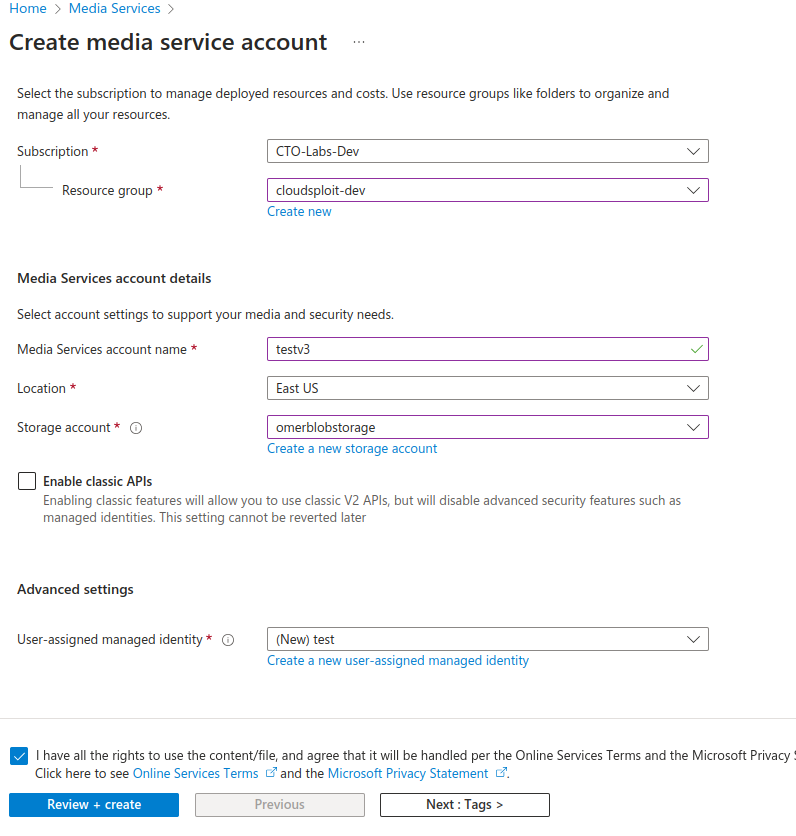 Home > Media Services >
Create media service account ...
Select the subscription to manage deployed resources and costs. Use resource groups like folders to organize and
manage all your resources.
Subscription * CTO-Labs-Dev
Resource group * cloudsploit-dev
Create new
Media Services account details
Select account settings to support your media and security needs.
Media Services account name * testv3
Location * East US
Storage account * omerblobstorage
Create a new storage account
Enable classic APIs
Enabling classic features will allow you to use classic V2 APIs, but will disable advanced security features such as
managed identities. This setting cannot be reverted later
Advanced settings
User-assigned managed identity * (New) test
Create a new user-assigned managed identity
I have all the rights to use the content/file, and agree that it will be handled per the Online Services Terms and the Microsoft Privacy S
Click here to see Online Services Terms and the Microsoft Privacy Statement .
Review + create Previous Next : Tags >